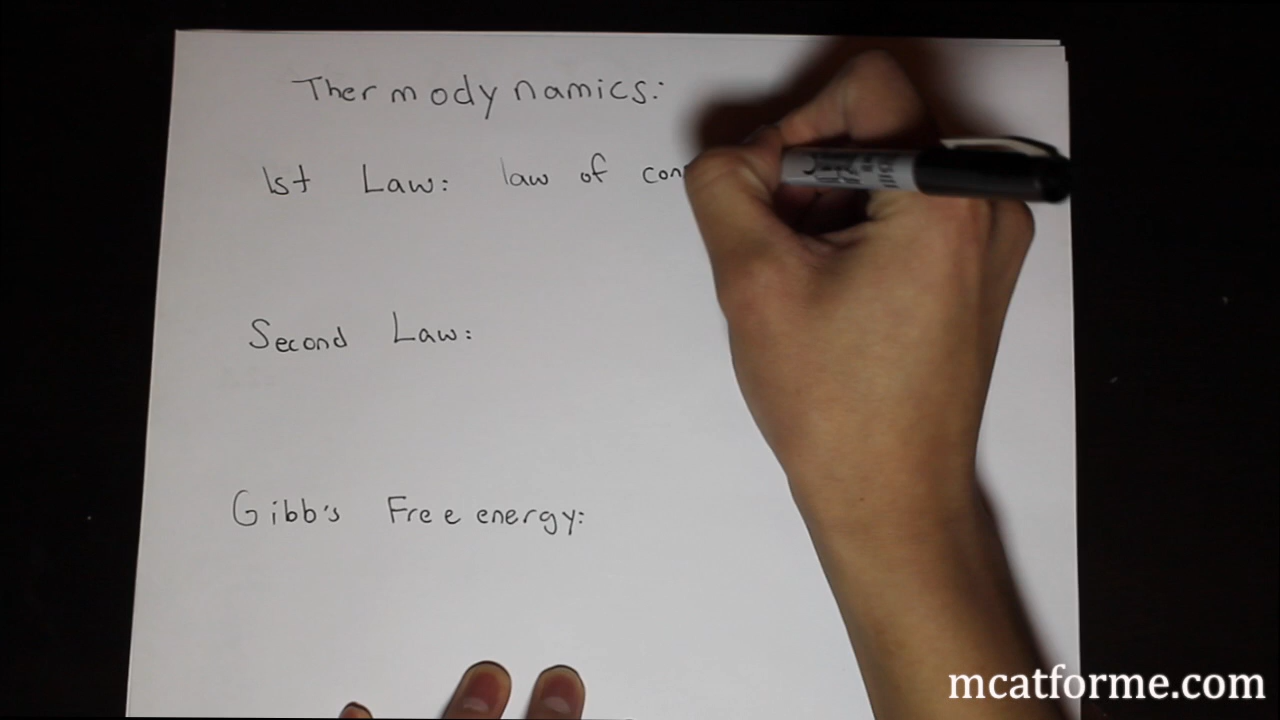 Thermodynamics:
1st Law: law of con
Second Law:
Gibb's Free energy:
mcatforme.com